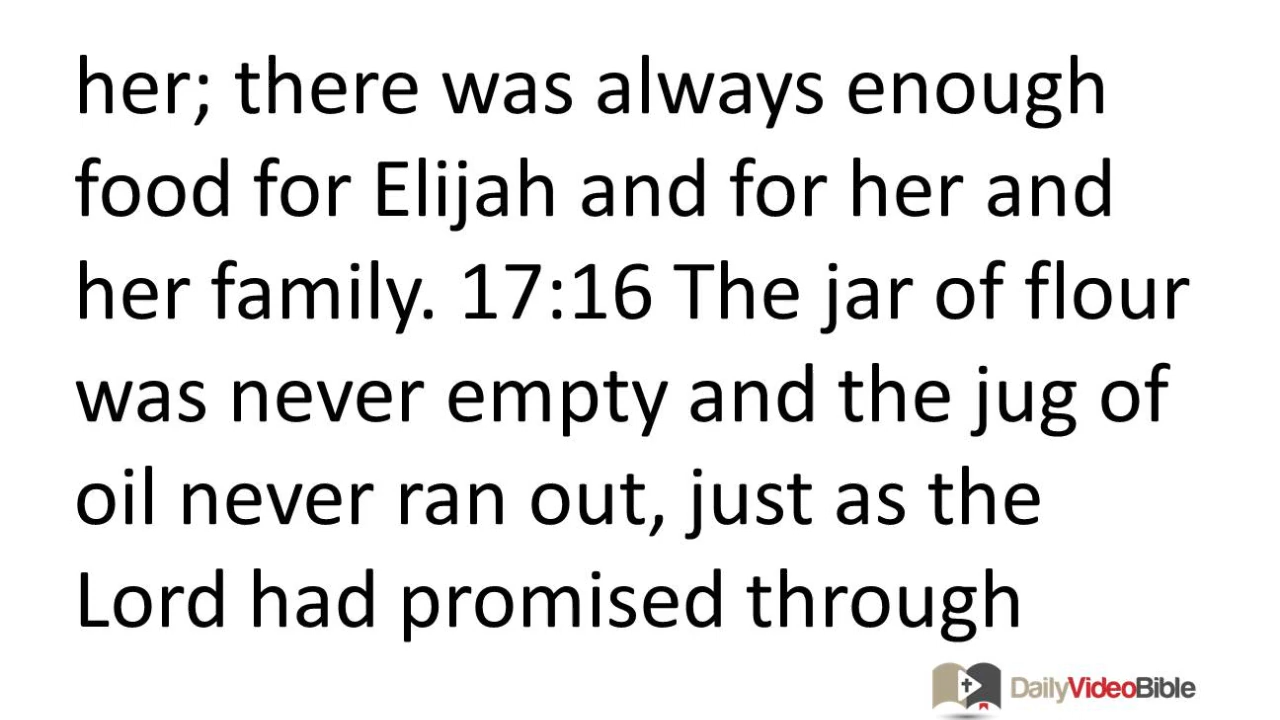 her; there was always enough
food for Elijah and for her and
her family. 17:16 The jar of flour
was never empty and the jug of
oil never ran out, just as the
Lord had promised through
DailyVideoBible